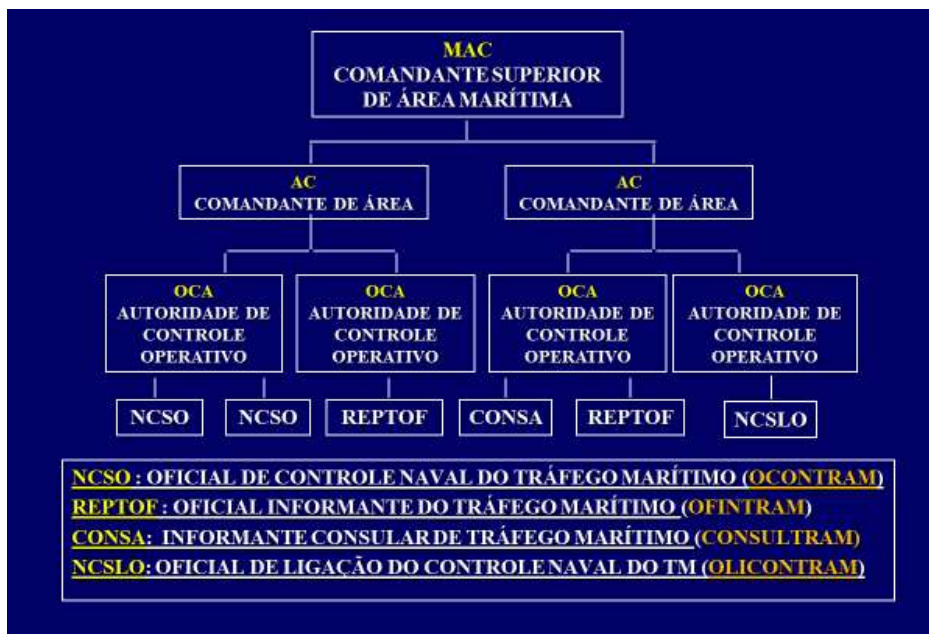 MAC
COMANDANTE SUPERIOR
DE ÁREA MARÍTIMA
AC
COMANDANTE DE ÁREA
AC
COMANDANTE DE ÁREA
OCA
AUTORIDADE DE
CONTROLE
OPERATIVO
OCA
AUTORIDADE DE
CONTROLE
OPERATIVO
OCA
AUTORIDADE DE
CONTROLE
OPERATIVO
OCA
AUTORIDADE DE
CONTROLE
OPERATIVO
NCSO
NCSO
REPTOF
CONSA
REPTOF
NCSLO
NCSO : OFICIAL DE CONTROLE NAVAL DO TRÁFEGO MARÍTIMO (OCONTRAM)
REPTOF : OFICIAL INFORMANTE DO TRÁFEGO MARÍTIMO (OFINTRAM)
CONSA: INFORMANTE CONSULAR DE TRÁFEGO MARÍTIMO (CONSULTRAM)
NCSLO: OFICIAL DE LIGAÇÃO DO CONTROLE NAVAL DO TM (OLICONTRAM)